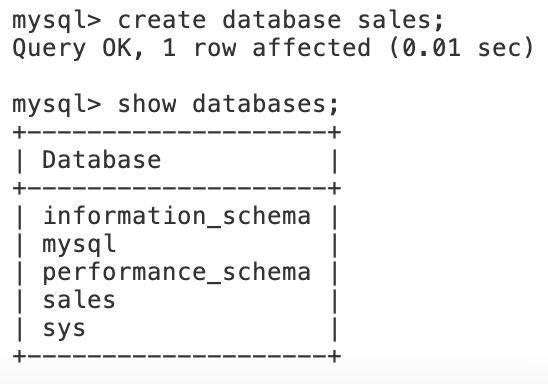 mysql> create database sales;
Query OK, 1 row affected (0.01 sec)

mysql> show databases;
+--------------------+
| Database           |
+--------------------+
| information_schema |
| mysql              |
| performance_schema |
| sales              |
| sys                |
+--------------------+